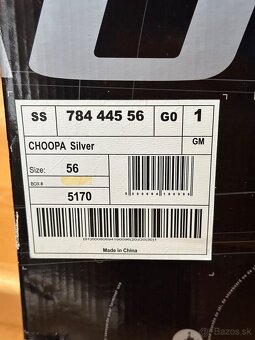 SS 784 445 56 G0 1
GM
CHOOPA Silver
Size: 56
BOX #
5170
Made in China
bazos.sk